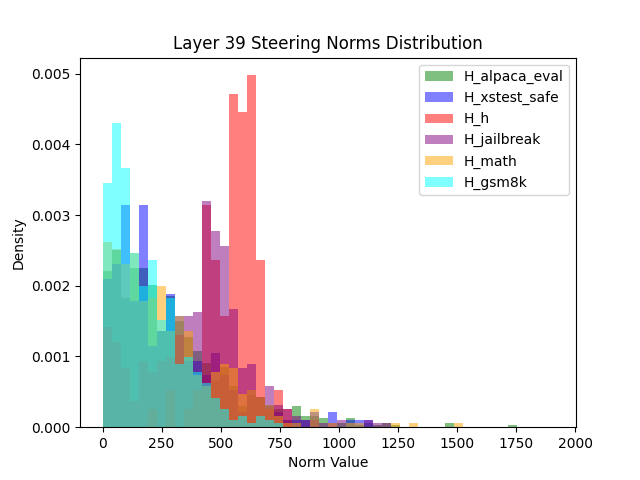 Layer 39 Steering Norms Distribution
H_alpaca_eval
H_xstest_safe
H_h
H_jailbreak
H_math
H_gsm8k
0.005
0.004
0.003
0.002
0.001
0.000
Density
0 250 500 750 1000 1250 1500 1750 2000
Norm Value